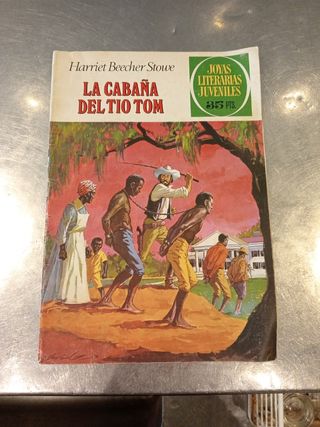 Harriet Beecher Stowe
LA CABAÑA
DEL TIO TOM
JOYAS
LITERARIAS
JUVENILES
35 PTS.